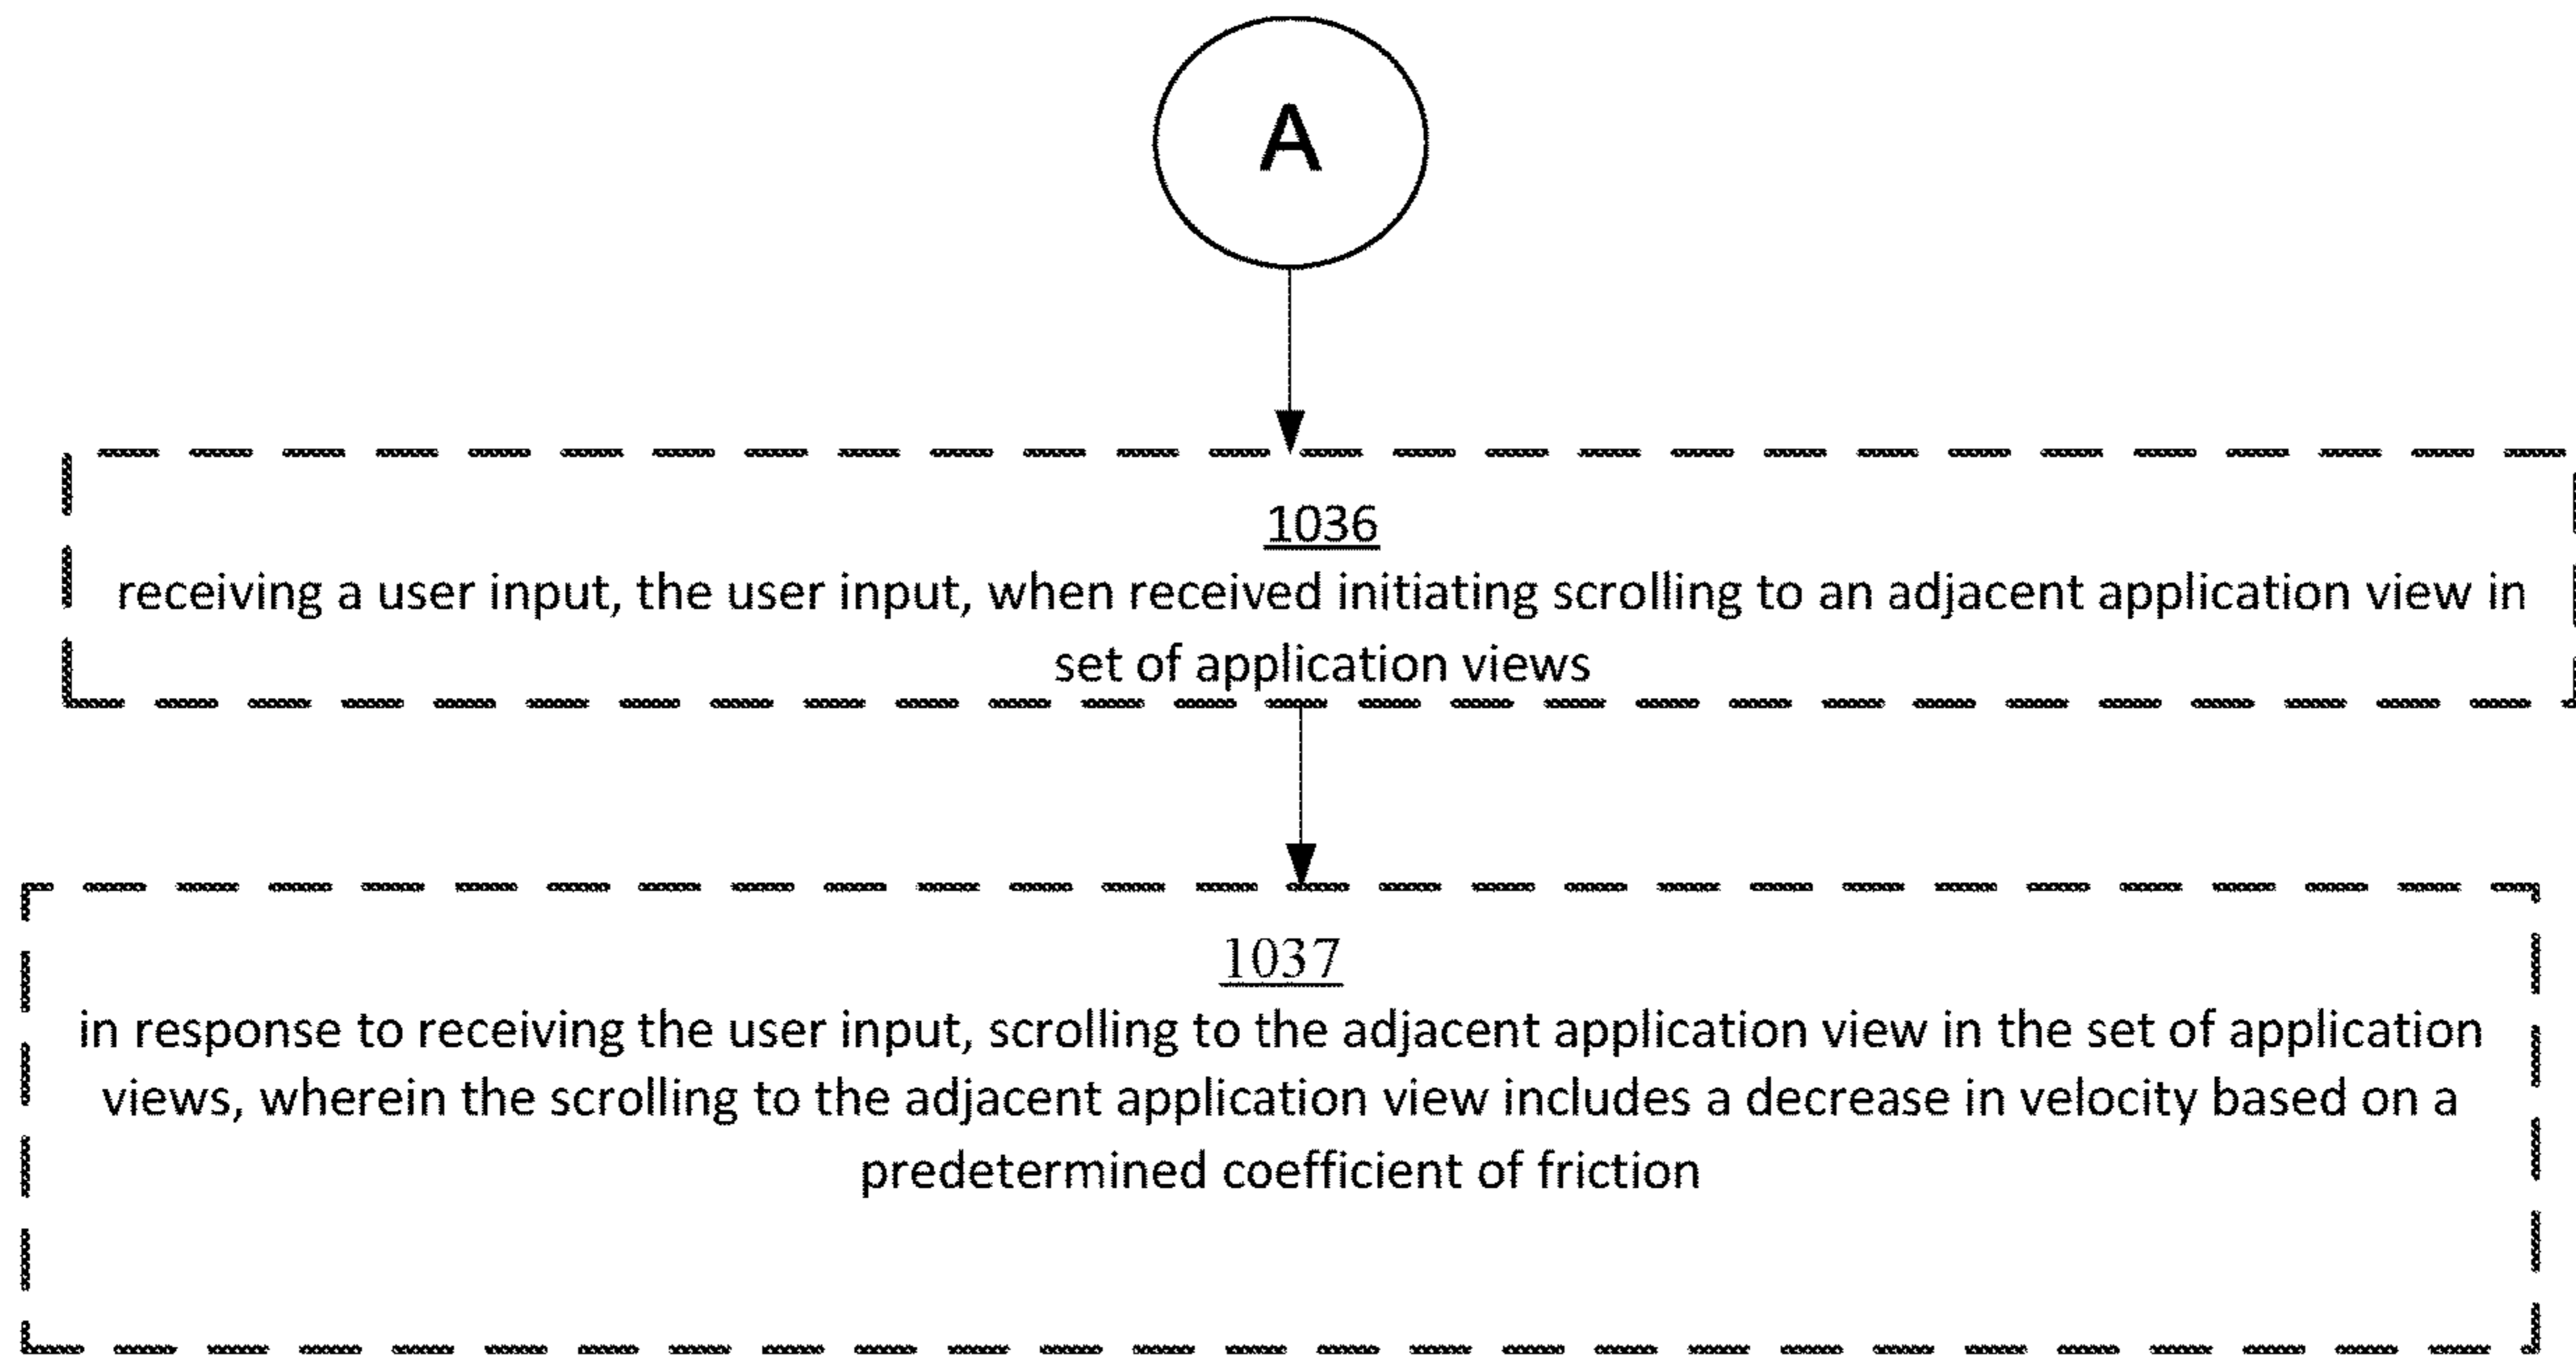 A
1036
receiving a user input, the user input, when received initiating scrolling to an adjacent application view in
set of application views
1037
in response to receiving the user input, scrolling to the adjacent application view in the set of application
views, wherein the scrolling to the adjacent application view includes a decrease in velocity based on a
predetermined coefficient of friction